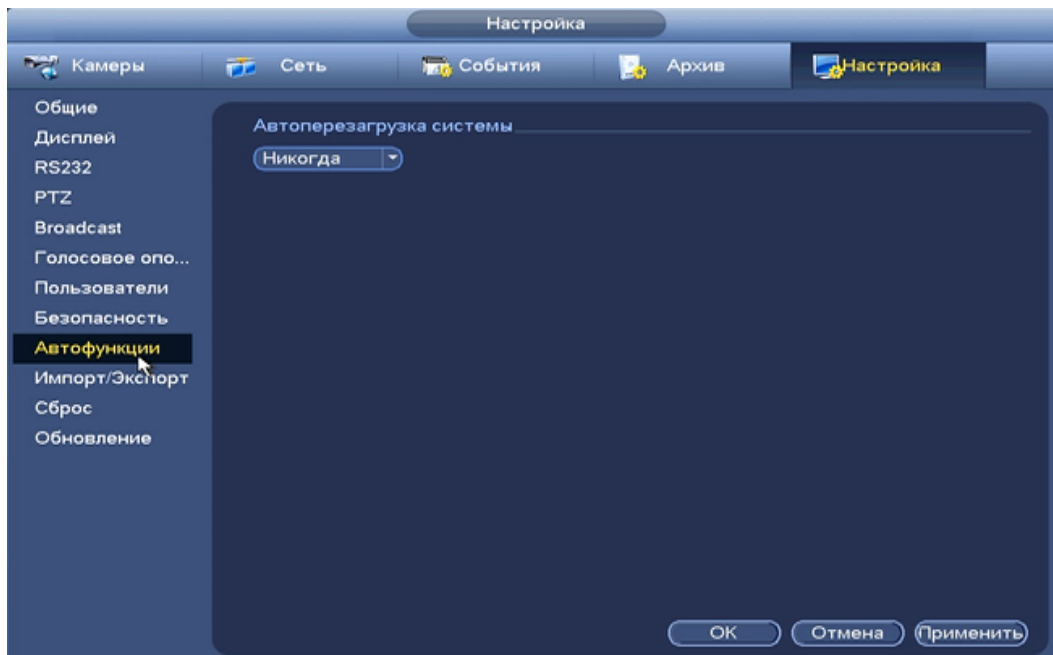 Настройка
Камеры
Сеть
События
Архив
Настройка
Общие
Дисплей
RS232
PTZ
Broadcast
Голосовое опо...
Пользователи
Безопасность
Автофункции
Импорт/Экспорт
Сброс
Обновление
Автоперезагрузка системы
Никогда
OK
Отмена
Применить